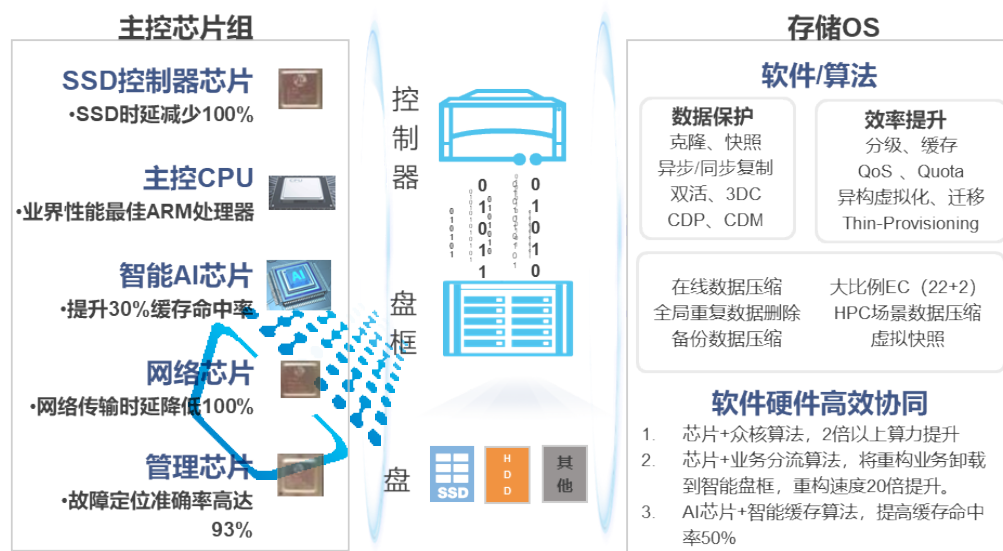 主控芯片组
SSD控制器芯片
•SSD时延减少100%
主控CPU
•业界性能最佳ARM处理器
CPU
智能AI芯片
•提升30%缓存命中率
AI
网络芯片
•网络传输时延降低100%
管理芯片
•故障定位准确率高达
93%
控制器
盘框
盘
SSD
HDD
其他
存储OS
软件/算法
数据保护
克隆、快照
异步/同步复制
双活、3DC
CDP、CDM
效率提升
分级、缓存
QoS 、Quota
异构虚拟化、迁移
Thin-Provisioning
在线数据压缩
全局重复数据删除
备份数据压缩
大比例EC（22+2）
HPC场景数据压缩
虚拟快照
软件硬件高效协同
1. 芯片+众核算法，2倍以上算力提升
2. 芯片+业务分流算法，将重构业务卸载
到智能盘框，重构速度20倍提升。
3. AI芯片+智能缓存算法，提高缓存命中
率50%